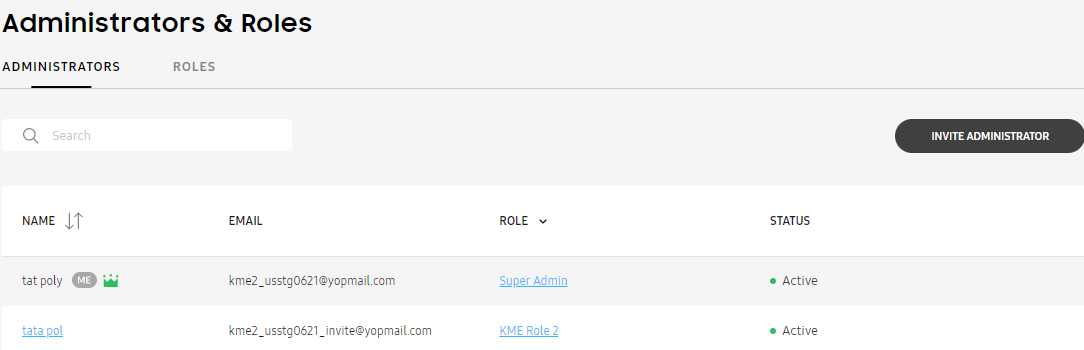 Administrators & Roles
ADMINISTRATORS ROLES
Search INVITE ADMINISTRATOR
NAME EMAIL ROLE STATUS
tat poly ME kme2_usstg0621@yopmail.com Super Admin Active
tata pol kme2_usstg0621_invite@yopmail.com KME Role 2 Active